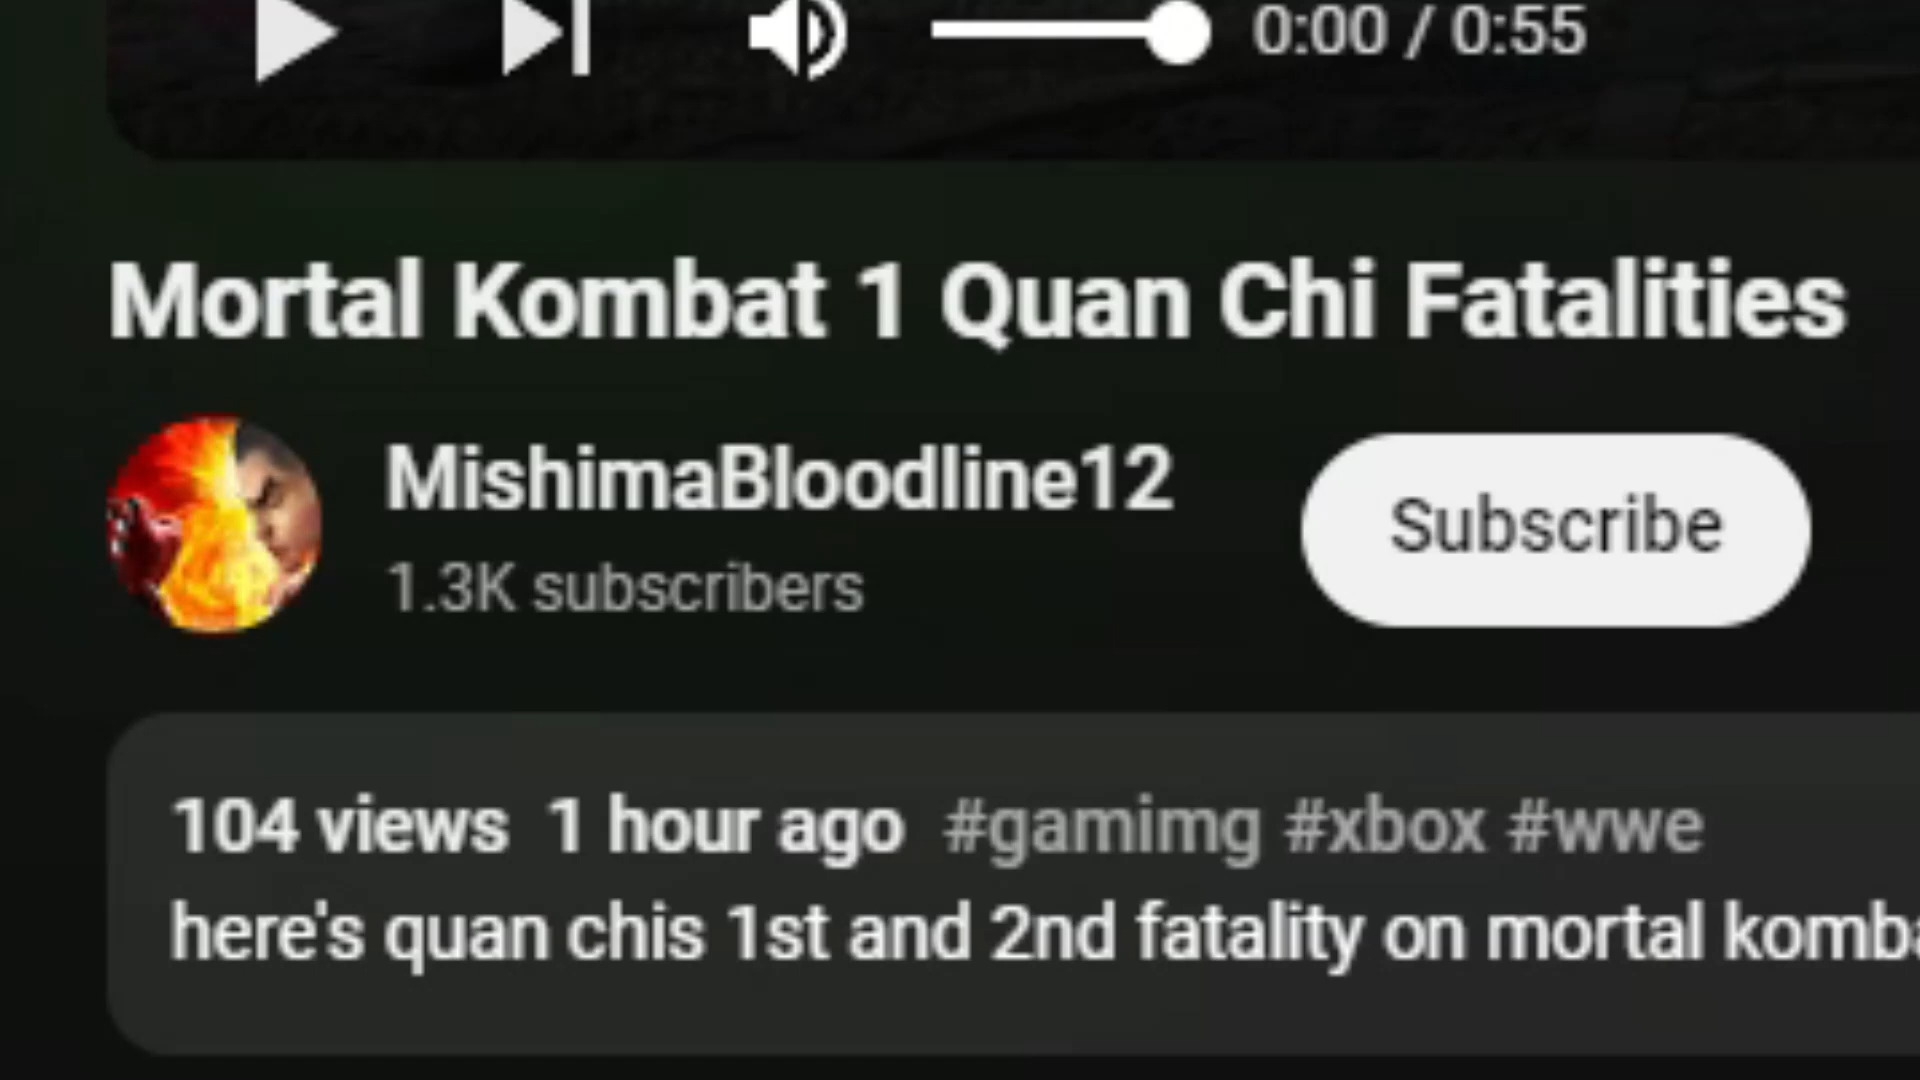 0:00 / 0:55
Mortal Kombat 1 Quan Chi Fatalities
MishimaBloodline12
Subscribe
1.3K subscribers
104 views 1 hour ago #gamimg #xbox #wwe
here's quan chis 1st and 2nd fatality on mortal komba